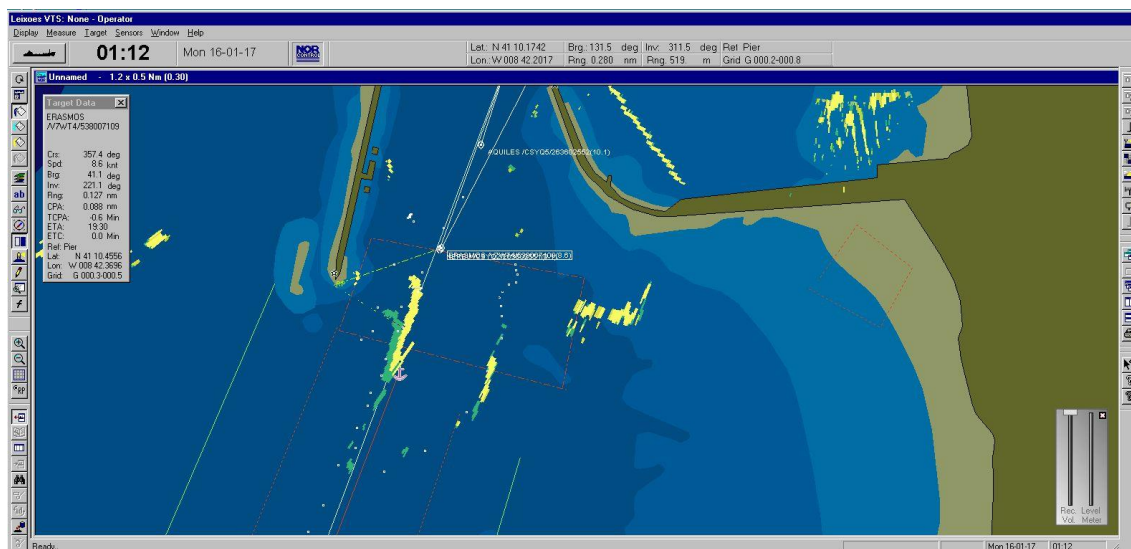 Leixoes VTS: None - Operator
Display Measure Target Sensors Window Help
01:12
Mon 16-01-17
NOR CONTROL
Lat.: N 41 10.1742 Brg.: 131.5 deg Inv: 311.5 deg Ref: Pier
Lon.: W 008 42.2017 Rng. 0.280 nm Rng. 519. m Grid G 000.2-000.8
Unnamed - 1.2 x 0.5 Nm (0.30)
Target Data
ERASMOS
/V7WT4/538007109
Crs: 357.4 deg
Spd: 8.6 knt
Brg: 41.1 deg
Inv: 221.1 deg
Rng: 0.127 nm
CPA: 0.088 nm
TCPA: -0.6 Min
ETA: 19:30
ETC: 0.0 Min
Ref: Pier
Lat: N 41 10.4556
Lon: W 008 42.3696
Grid: G 000.3-000.5
ab
RP
Rec. Level
Vol. Meter
Ready
Mon 16-01-17 01:12